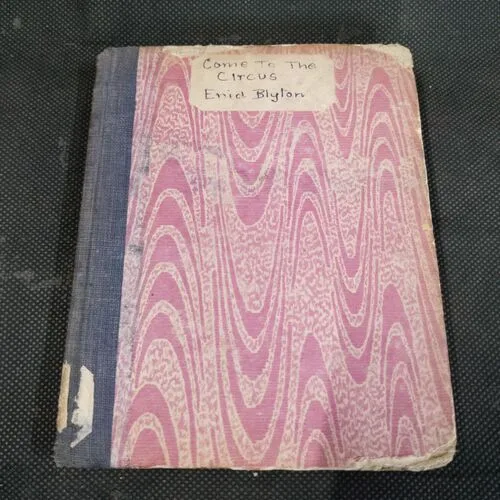 Come To The
Circus
Enid Blyton